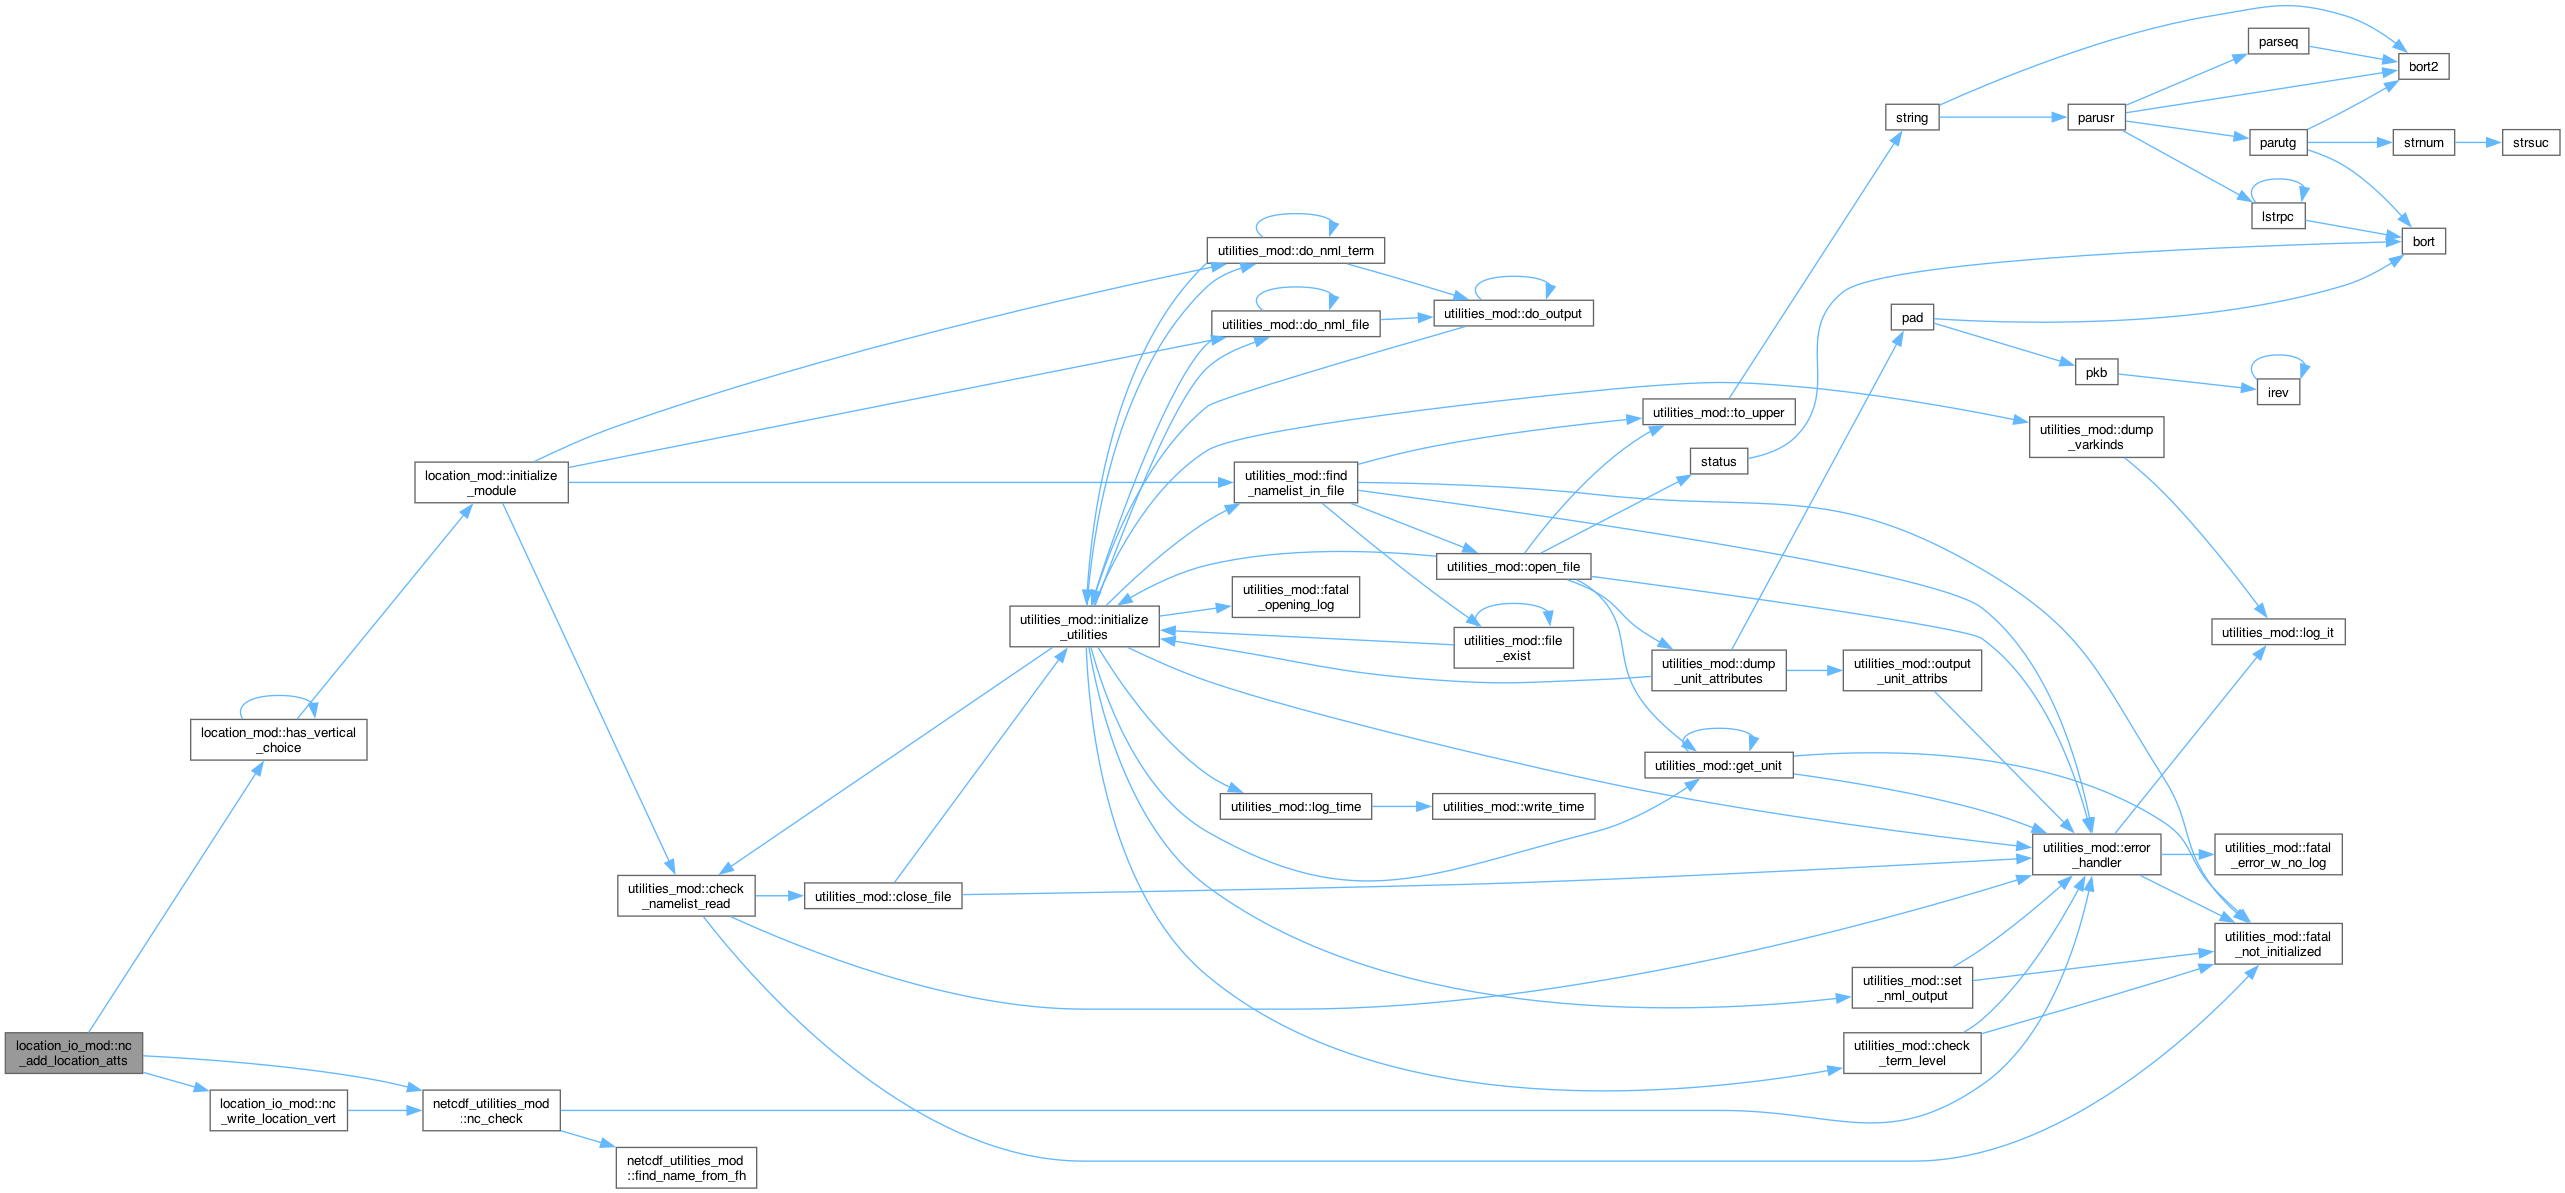 location_io_mod::nc
_add_location_atts
location_mod::has_vertical
_choice
location_io_mod::nc
_write_location_vert
location_mod::initialize
_module
netcdf_utilities_mod
::nc_check
utilities_mod::check
_namelist_read
netcdf_utilities_mod
::find_name_from_fh
utilities_mod::close_file
utilities_mod::initialize
_utilities
utilities_mod::do_nml_term
utilities_mod::do_nml_file
utilities_mod::find
_namelist_in_file
utilities_mod::fatal
_opening_log
utilities_mod::log_time
utilities_mod::do_output
utilities_mod::open_file
utilities_mod::file
_exist
utilities_mod::write_time
utilities_mod::to_upper
status
utilities_mod::dump
_unit_attributes
utilities_mod::get_unit
string
pad
utilities_mod::output
_unit_attribs
utilities_mod::set
_nml_output
utilities_mod::check
_term_level
parusr
pkb
utilities_mod::dump
_varkinds
utilities_mod::error
_handler
parseq
parutg
lstrpc
irev
utilities_mod::log_it
utilities_mod::fatal
_error_w_no_log
utilities_mod::fatal
_not_initialized
bort2
strnum
bort
strsuc